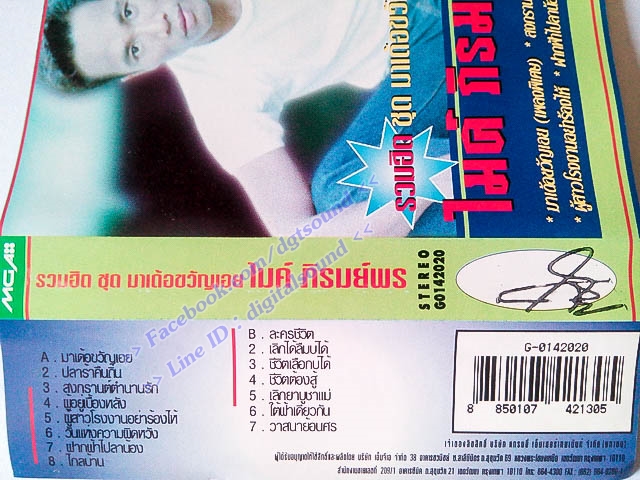 รวมฮิต ชุด มาเด้อขวัญเอย
ไมค์ ภิรมย์พร
* มาเด้อขวัญเอย (เพลงพิเศษ) * สงกรานต์
* ผู้สาวโรงงานอย่าร้องไห้ * ฝากฟ้าไปลาน้อง
MGA
รวมฮิต ชุด มาเด้อขวัญเอย ไมค์ ภิรมย์พร
STEREO
G0142020
>> Facebook.com/dgtsound <<
>> Line ID : digitalsound <<
A . มาเด้อขวัญเอย
2 . ปลาร้าคืนถิ่น
3 . สงกรานต์ตำนานรัก
4 . ผู้อยู่เบื้องหลัง
5 . ผู้สาวโรงงานอย่าร้องไห้
6 . วันแห่งความผิดหวัง
7 . ฝากฟ้าไปลาน้อง
8 . ไกลบ้าน
B . ละครชีวิต
2 . เลิกได้ลืมบ่ได้
3 . ชีวิตเลือกบ่ได้
4 . ชีวิตต้องสู้
5 . เลิกยาบูชาแม่
6 . ใต้ฟ้าเดียวกัน
7 . วาสนาอ้ายศร
G-0142020
8 850107 421305